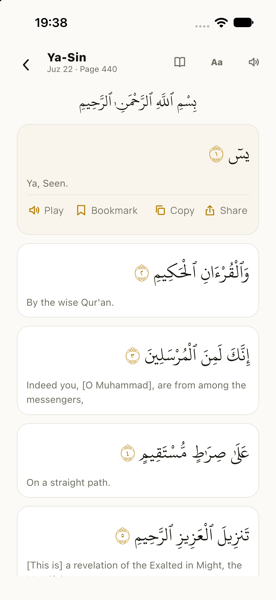 19:38
Ya-Sin
Juz 22 · Page 440
Aa
بِسْمِ ٱللَّهِ ٱلرَّحْمَٰنِ ٱلرَّحِيمِ
يسٓ ١
Ya, Seen.
Play Bookmark Copy Share
وَٱلْقُرْءَانِ ٱلْحَكِيمِ ٢
By the wise Qur'an.
إِنَّكَ لَمِنَ ٱلْمُرْسَلِينَ ٣
Indeed you, [O Muhammad], are from among the
messengers,
عَلَىٰ صِرَٰطٍ مُّسْتَقِيمٍ ٤
On a straight path.
تَنزِيلَ ٱلْعَزِيزِ ٱلرَّحِيمِ ٥
[This is] a revelation of the Exalted in Might, the